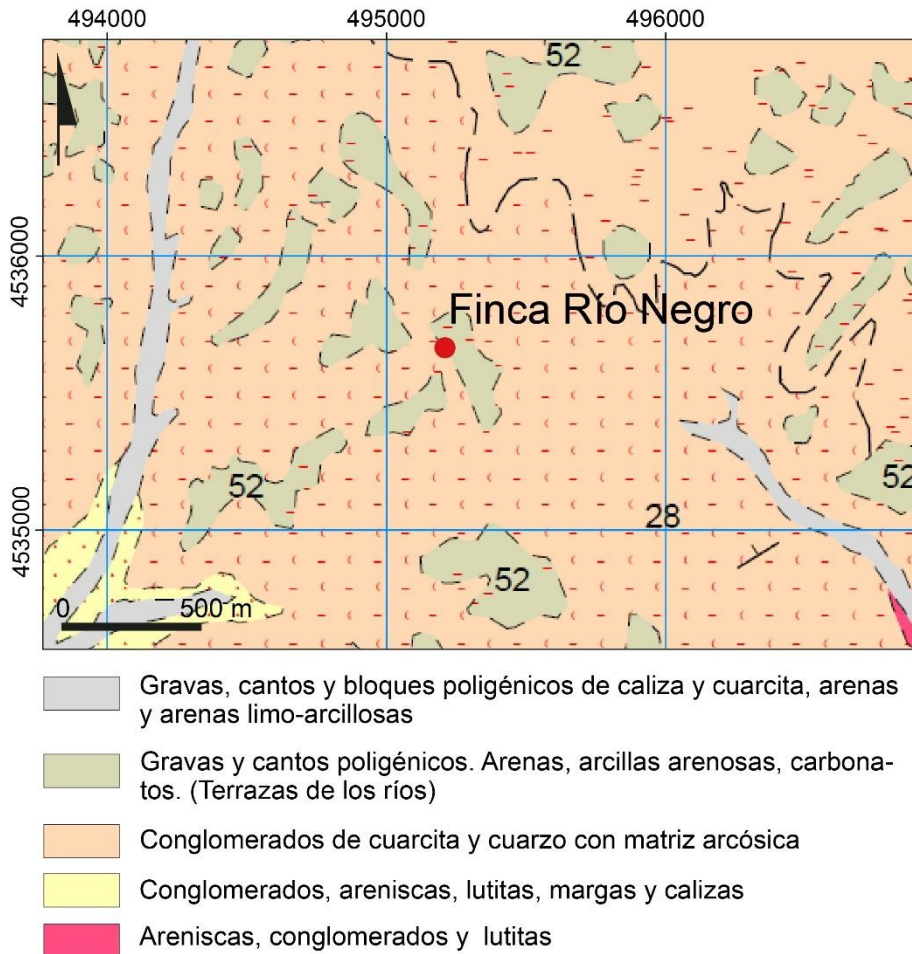 494000
495000
496000
52
4536000
Finca Río Negro
52
52
28
4535000
52
0 500 m
Gravas, cantos y bloques poligénicos de caliza y cuarcita, arenas
y arenas limo-arcillosas
Gravas y cantos poligénicos. Arenas, arcillas arenosas, carbona-
tos. (Terrazas de los ríos)
Conglomerados de cuarcita y cuarzo con matriz arcósica
Conglomerados, areniscas, lutitas, margas y calizas
Areniscas, conglomerados y lutitas